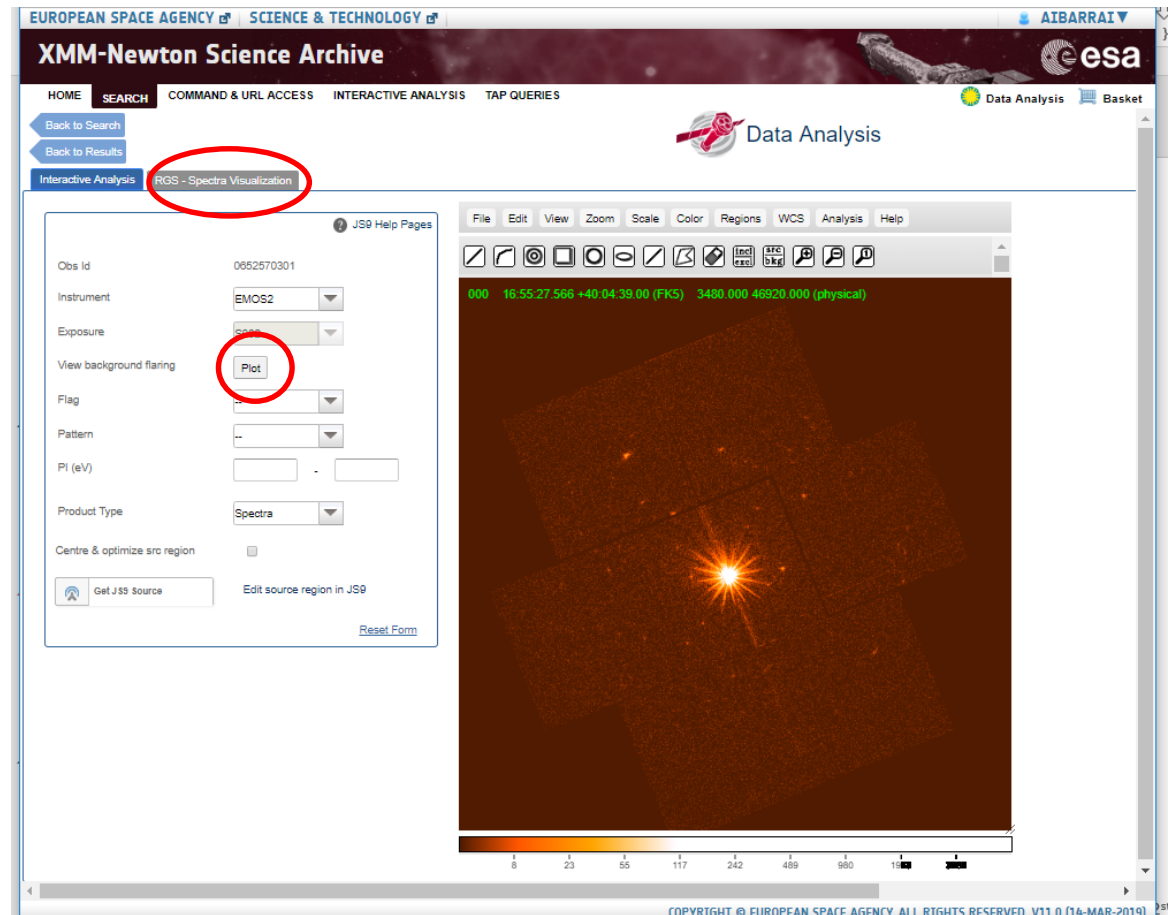 EUROPEAN SPACE AGENCY SCIENCE & TECHNOLOGY AIBARRAI▼
XMM-Newton Science Archive esa
HOME SEARCH COMMAND & URL ACCESS INTERACTIVE ANALYSIS TAP QUERIES Data Analysis Basket
Back to Search
Data Analysis
Back to Results
Interactive Analysis RGS - Spectra Visualization
? JS9 Help Pages
File Edit View Zoom Scale Color Regions WCS Analysis Help
incl excl src bkg
Obs Id 0652570301
000 16:55:27.566 +40:04:39.00 (FK5) 3480.000 46920.000 (physical)
Instrument EMOS2
Exposure
View background flaring Plot
Flag --
Pattern --
PI (eV) -
Product Type Spectra
Centre & optimize src region
Get JS9 Source Edit source region in JS9
Reset Form
8 23 55 117 242 489 980
COPYRIGHT © EUROPEAN SPACE AGENCY. ALL RIGHTS RESERVED. V11.0 (14-MAR-2019)